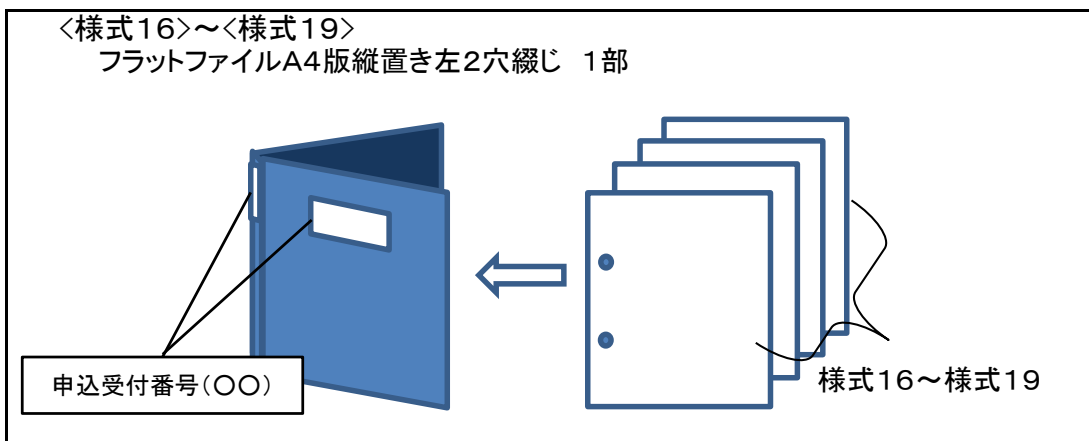 ＜様式１６＞～＜様式１９＞
フラットファイルＡ４版縦置き左２穴綴じ　１部
申込受付番号（〇〇）
様式１６～様式１９